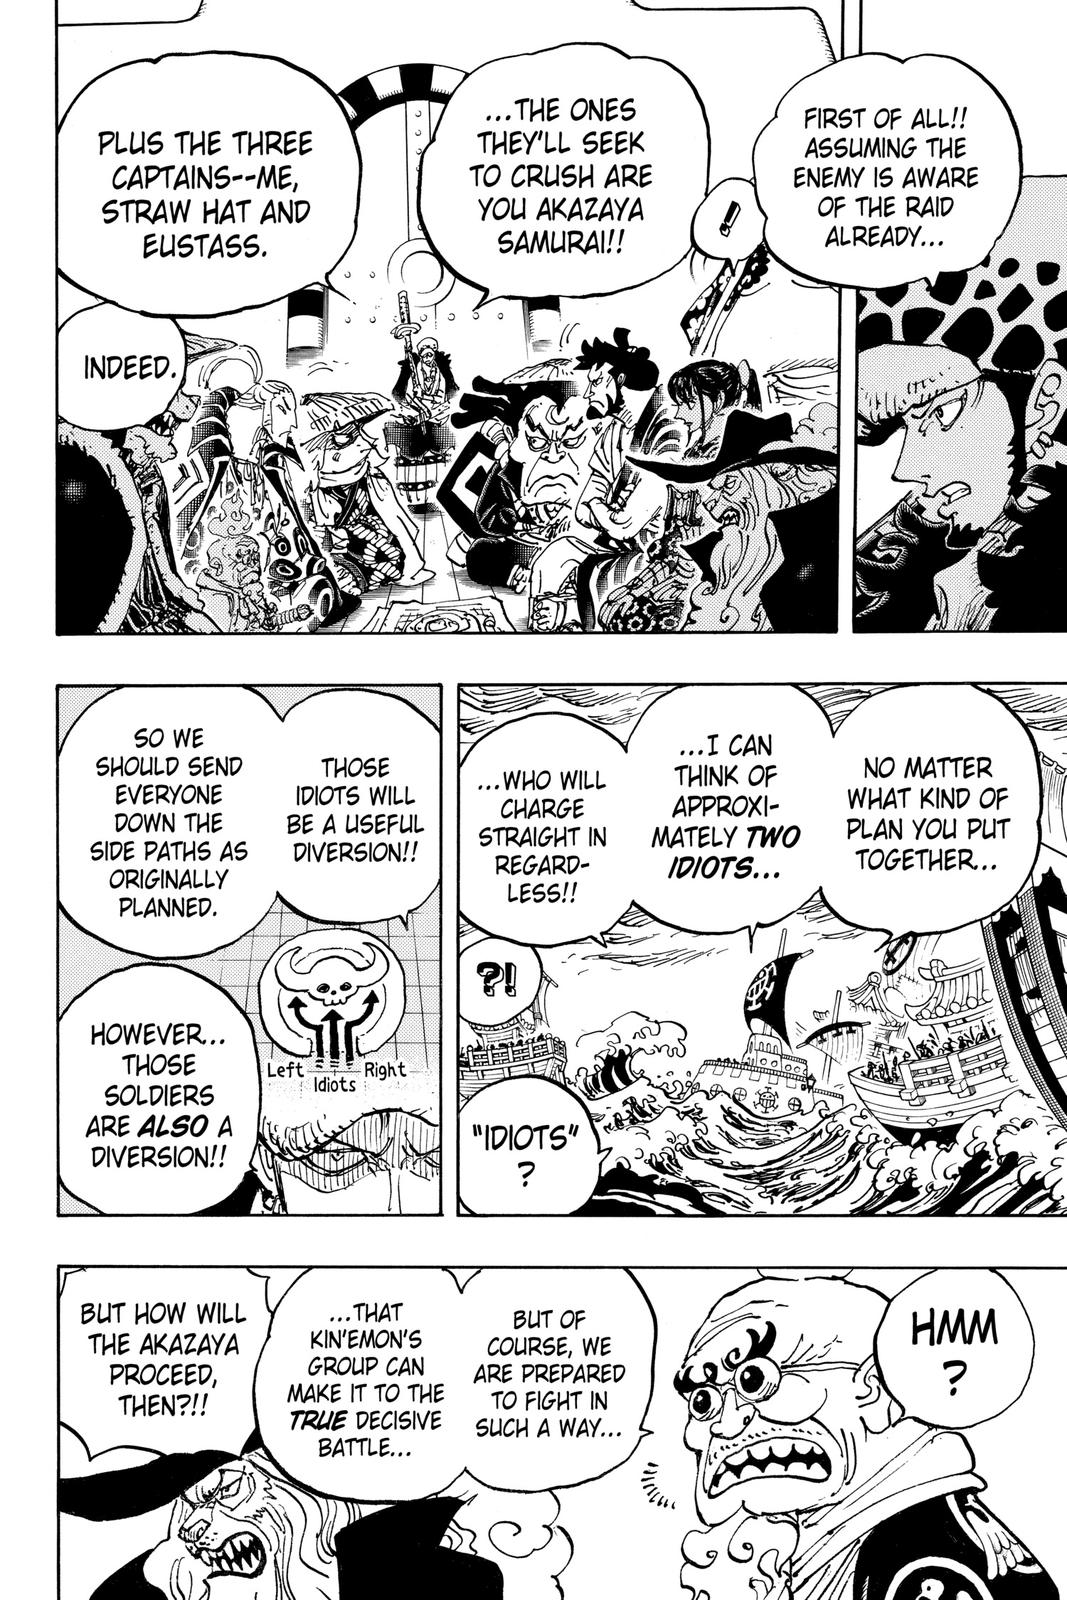 FIRST OF ALL!!
ASSUMING THE
ENEMY IS AWARE
OF THE RAID
ALREADY...
!
...THE ONES
THEY'LL SEEK
TO CRUSH ARE
YOU AKAZAYA
SAMURAI!!
PLUS THE THREE
CAPTAINS--ME,
STRAW HAT AND
EUSTASS.
INDEED.
NO MATTER
WHAT KIND OF
PLAN YOU PUT
TOGETHER...
...I CAN
THINK OF
APPROXI-
MATELY TWO
IDIOTS...
...WHO WILL
CHARGE
STRAIGHT IN
REGARD-
LESS!!
?!
"IDIOTS"
?
THOSE
IDIOTS WILL
BE A USEFUL
DIVERSION!!
SO WE
SHOULD SEND
EVERYONE
DOWN THE
SIDE PATHS AS
ORIGINALLY
PLANNED.
Left
Idiots
Right
HOWEVER...
THOSE
SOLDIERS
ARE ALSO A
DIVERSION!!
HMM
?
BUT OF
COURSE, WE
ARE PREPARED
TO FIGHT IN
SUCH A WAY...
...THAT
KIN'EMON'S
GROUP CAN
MAKE IT TO THE
TRUE DECISIVE
BATTLE...
BUT HOW WILL
THE AKAZAYA
PROCEED,
THEN?!!